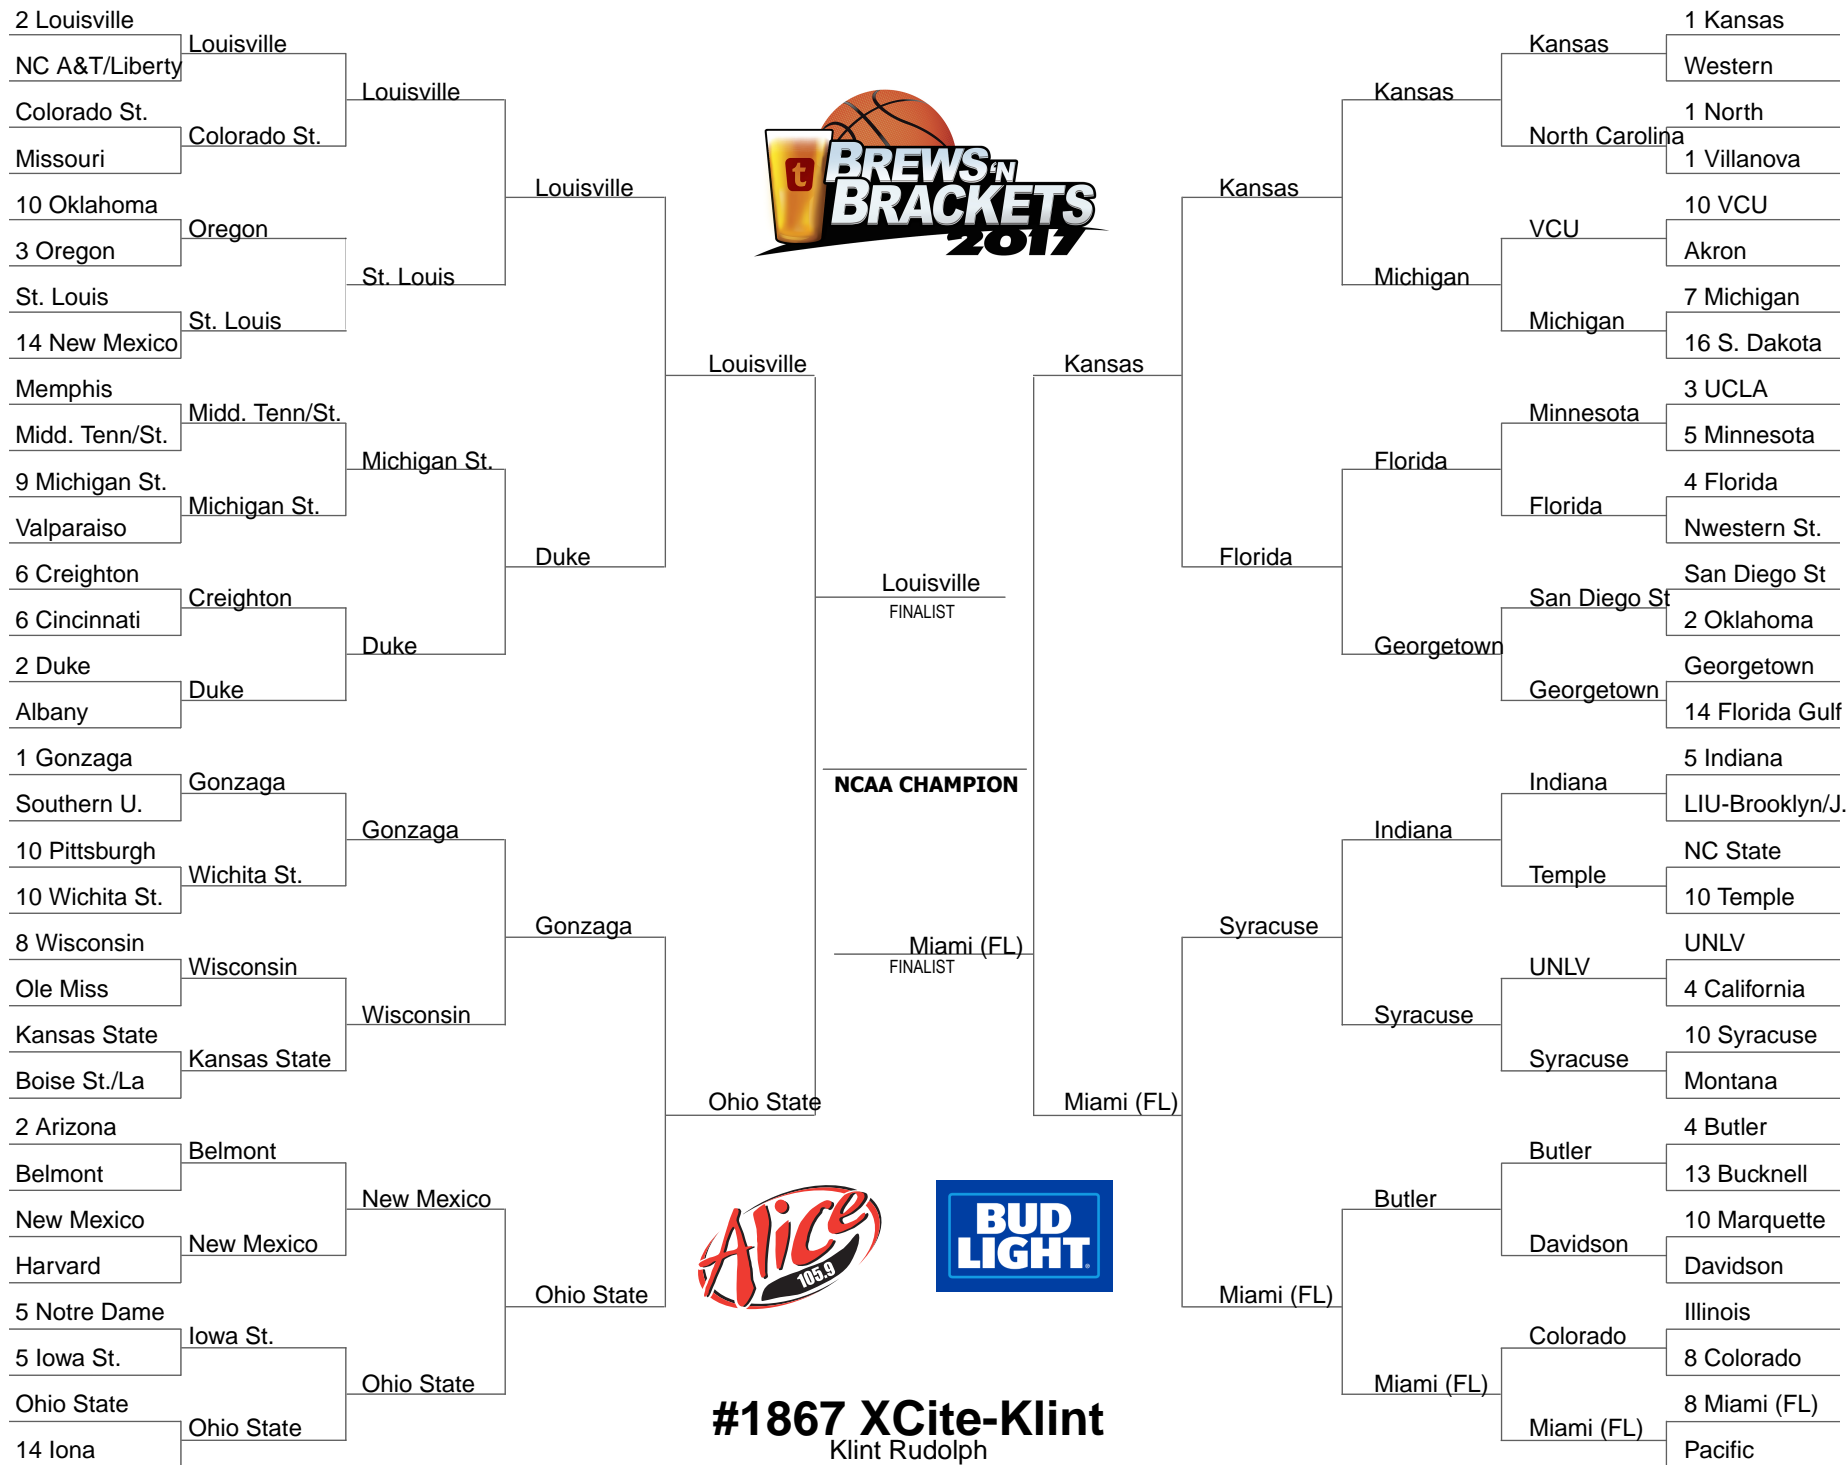 2 Louisville
NC A&T/Liberty
Colorado St.
Missouri
10 Oklahoma
3 Oregon
St. Louis
14 New Mexico
Memphis
Midd. Tenn/St.
9 Michigan St.
Valparaiso
6 Creighton
6 Cincinnati
2 Duke
Albany
1 Gonzaga
Southern U.
10 Pittsburgh
10 Wichita St.
8 Wisconsin
Ole Miss
Kansas State
Boise St./La
2 Arizona
Belmont
New Mexico
Harvard
5 Notre Dame
5 Iowa St.
Ohio State
14 Iona
Louisville
Colorado St.
Oregon
St. Louis
Midd. Tenn/St.
Michigan St.
Creighton
Duke
Gonzaga
Wichita St.
Wisconsin
Kansas State
Belmont
New Mexico
Iowa St.
Ohio State
Louisville
St. Louis
Michigan St.
Duke
Gonzaga
Wisconsin
New Mexico
Ohio State
Louisville
Duke
Gonzaga
Ohio State
Louisville
Ohio State
t
BREWS 'N
BRACKETS
2017
Louisville
FINALIST
NCAA CHAMPION
Miami (FL)
FINALIST
Alice
105.9
BUD
LIGHT
#1867 XCite-Klint
Klint Rudolph
Kansas
Miami (FL)
Kansas
Florida
Syracuse
Miami (FL)
Kansas
Michigan
Florida
Georgetown
Indiana
Syracuse
Butler
Miami (FL)
Kansas
North Carolina
VCU
Michigan
Minnesota
Florida
San Diego St
Georgetown
Indiana
Temple
UNLV
Syracuse
Butler
Davidson
Colorado
Miami (FL)
1 Kansas
Western
1 North
1 Villanova
10 VCU
Akron
7 Michigan
16 S. Dakota
3 UCLA
5 Minnesota
4 Florida
Nwestern St.
San Diego St
2 Oklahoma
Georgetown
14 Florida Gulf
5 Indiana
LIU-Brooklyn/J.
NC State
10 Temple
UNLV
4 California
10 Syracuse
Montana
4 Butler
13 Bucknell
10 Marquette
Davidson
Illinois
8 Colorado
8 Miami (FL)
Pacific